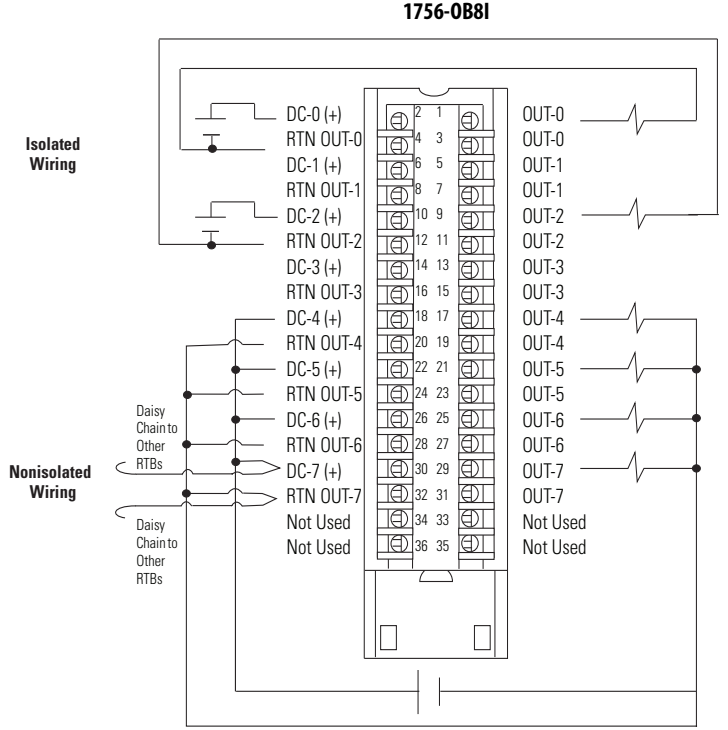 1756-OB8I
Isolated
Wiring
DC-0 (+) 2 1 OUT-0
RTN OUT-0 4 3 OUT-0
DC-1 (+) 6 5 OUT-1
RTN OUT-1 8 7 OUT-1
DC-2 (+) 10 9 OUT-2
RTN OUT-2 12 11 OUT-2
DC-3 (+) 14 13 OUT-3
RTN OUT-3 16 15 OUT-3
DC-4 (+) 18 17 OUT-4
RTN OUT-4 20 19 OUT-4
DC-5 (+) 22 21 OUT-5
RTN OUT-5 24 23 OUT-5
DC-6 (+) 26 25 OUT-6
RTN OUT-6 28 27 OUT-6
DC-7 (+) 30 29 OUT-7
RTN OUT-7 32 31 OUT-7
Not Used 34 33 Not Used
Not Used 36 35 Not Used
Nonisolated
Wiring
Daisy
Chain to
Other
RTBs
Daisy
Chain to
Other
RTBs